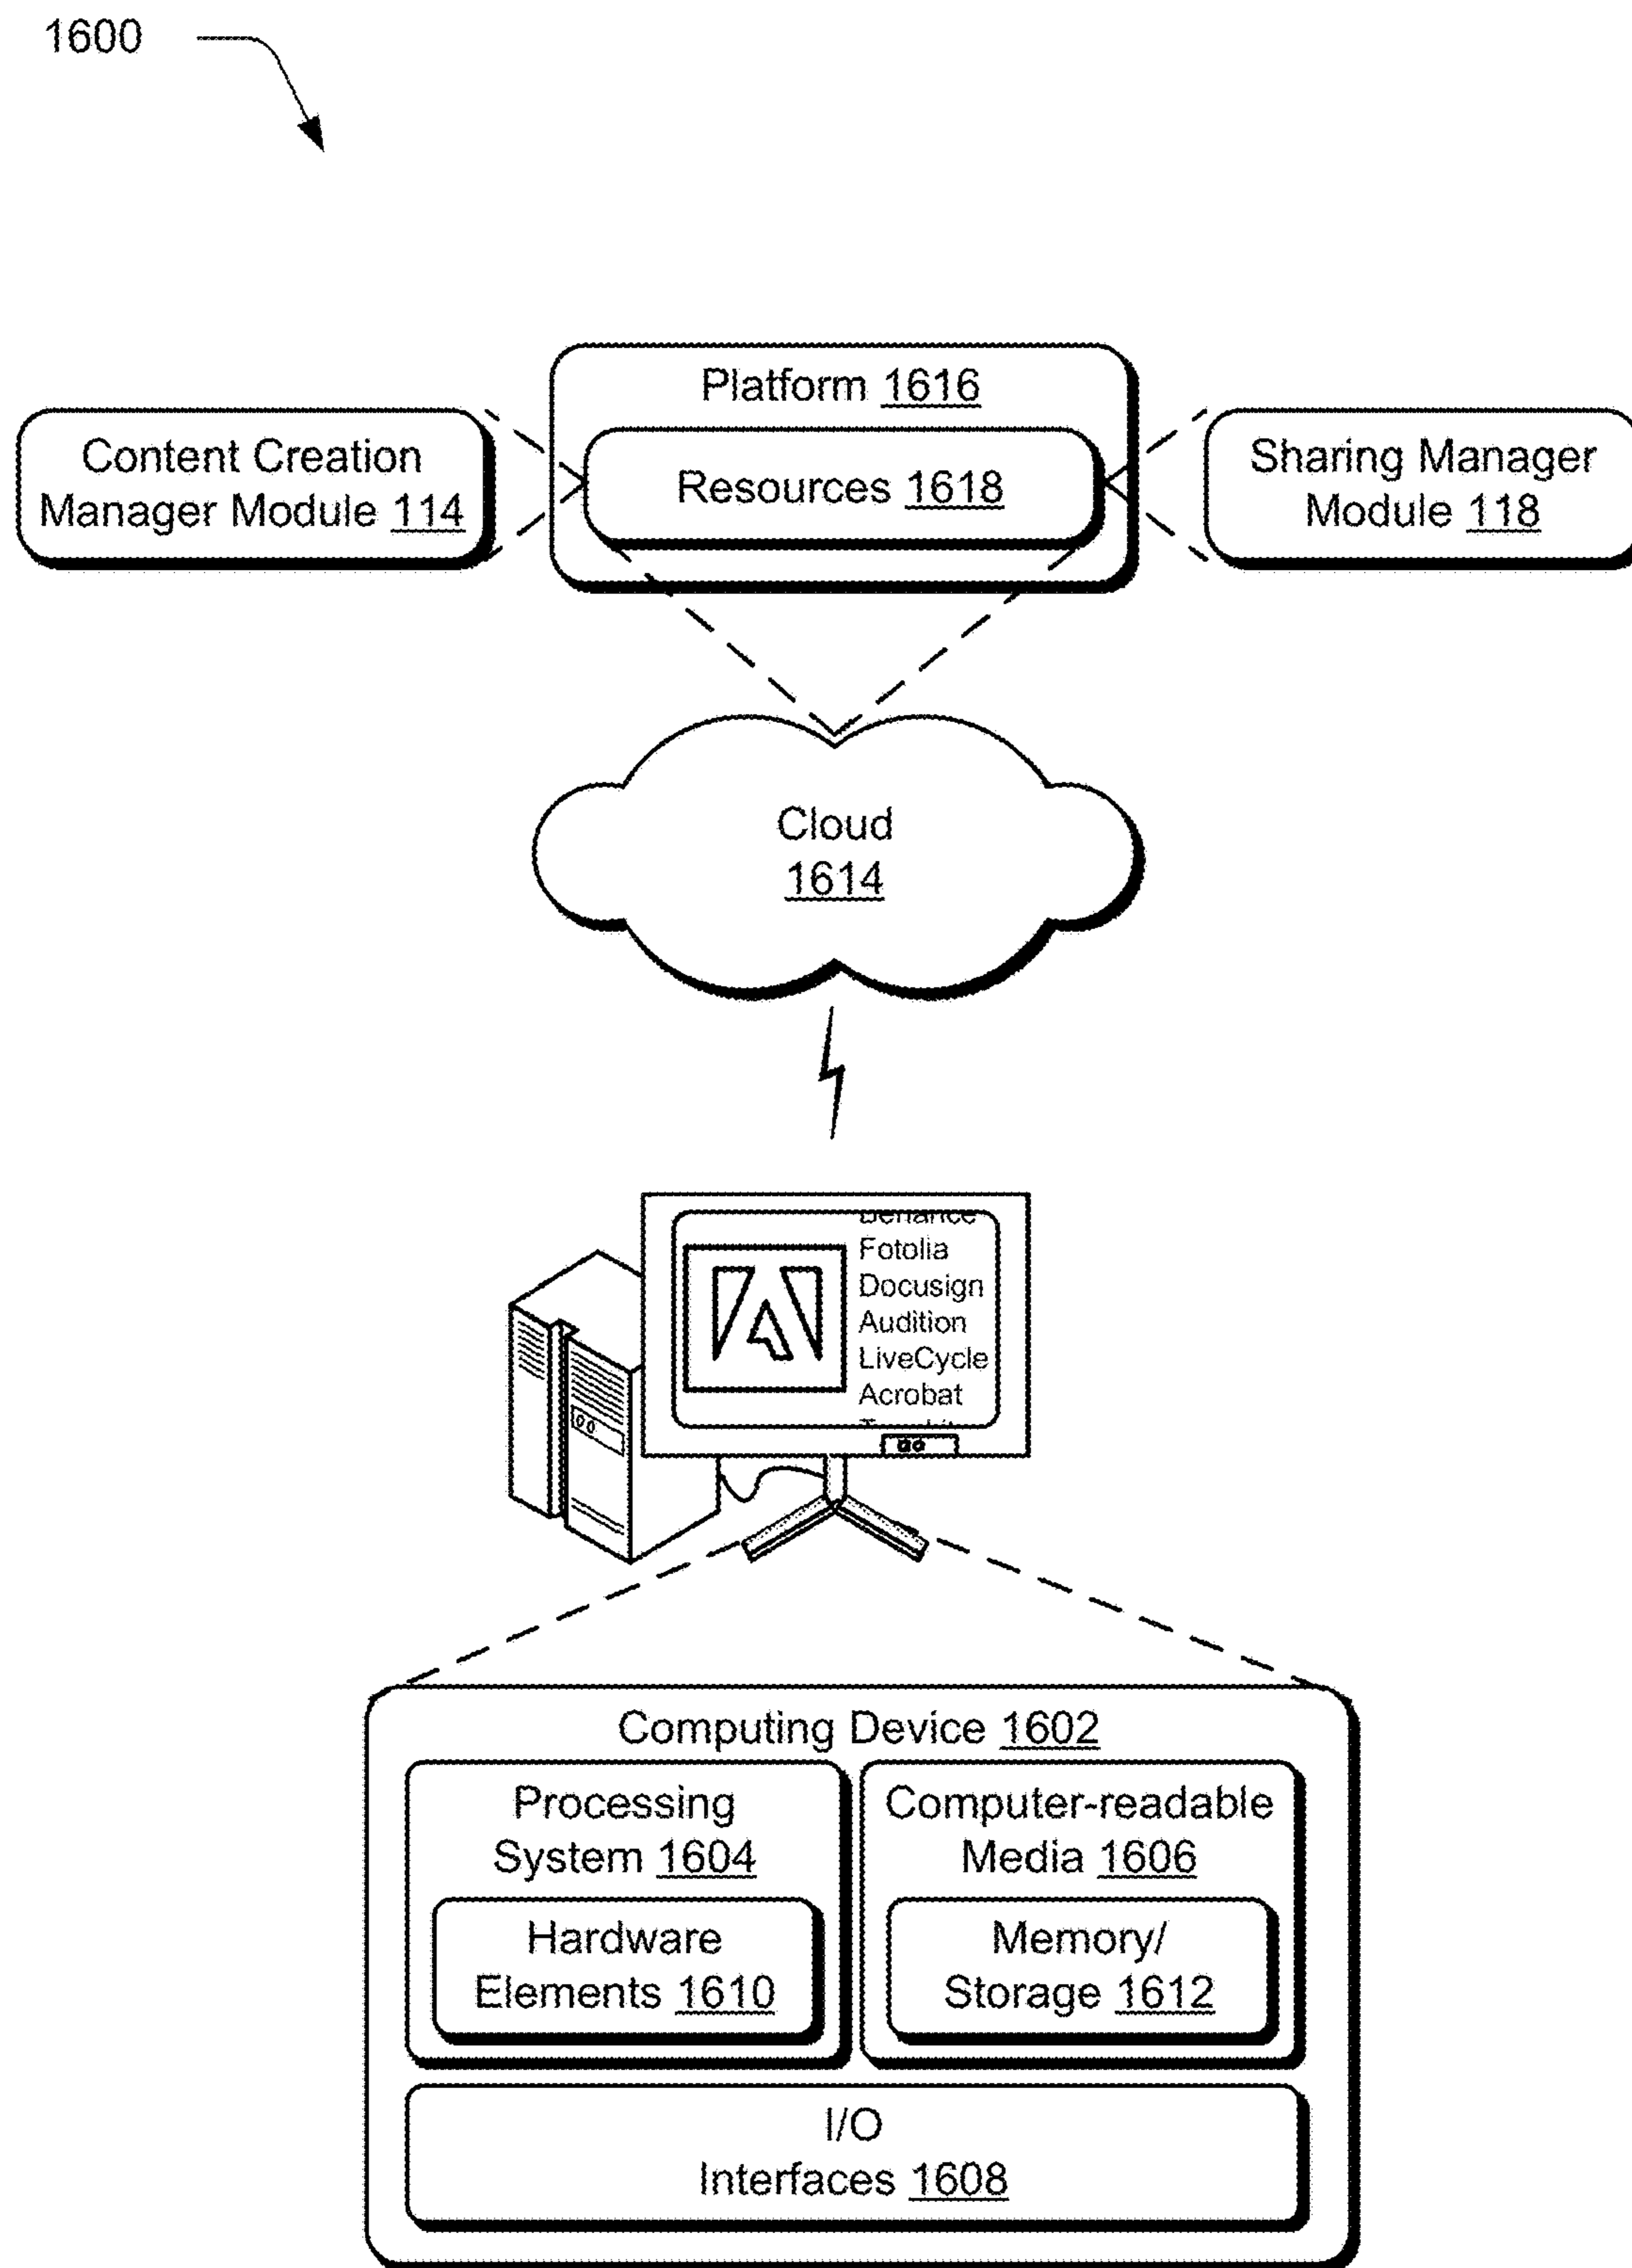 1600
Platform 1616
Resources 1618
Content Creation
Manager Module 114
Sharing Manager
Module 118
Cloud
1614
Fotolia
Docusign
Audition
LiveCycle
Acrobat
Computing Device 1602
Processing
System 1604
Hardware
Elements 1610
Computer-readable
Media 1606
Memory/
Storage 1612
I/O
Interfaces 1608